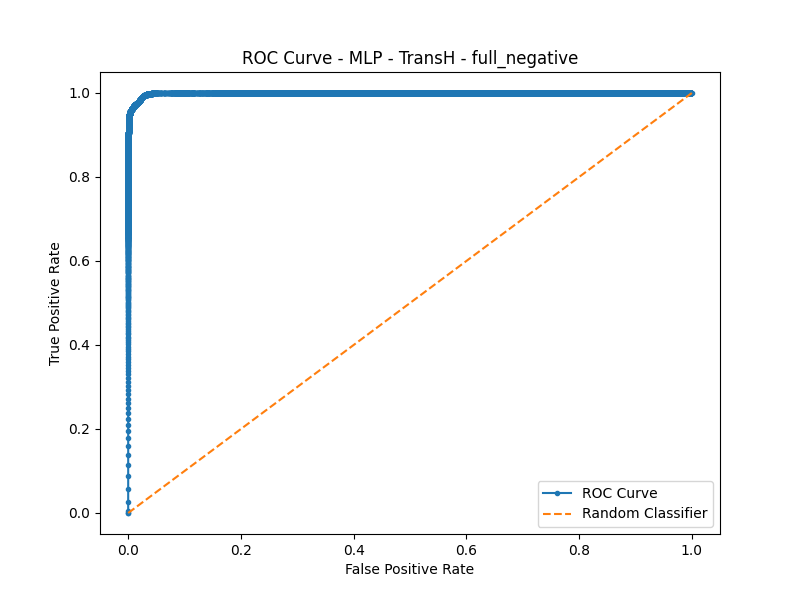 ROC Curve - MLP - TransH - full_negative
1.0
0.8
0.6
0.4
0.2
0.0
True Positive Rate
0.0 0.2 0.4 0.6 0.8 1.0
False Positive Rate
ROC Curve
Random Classifier